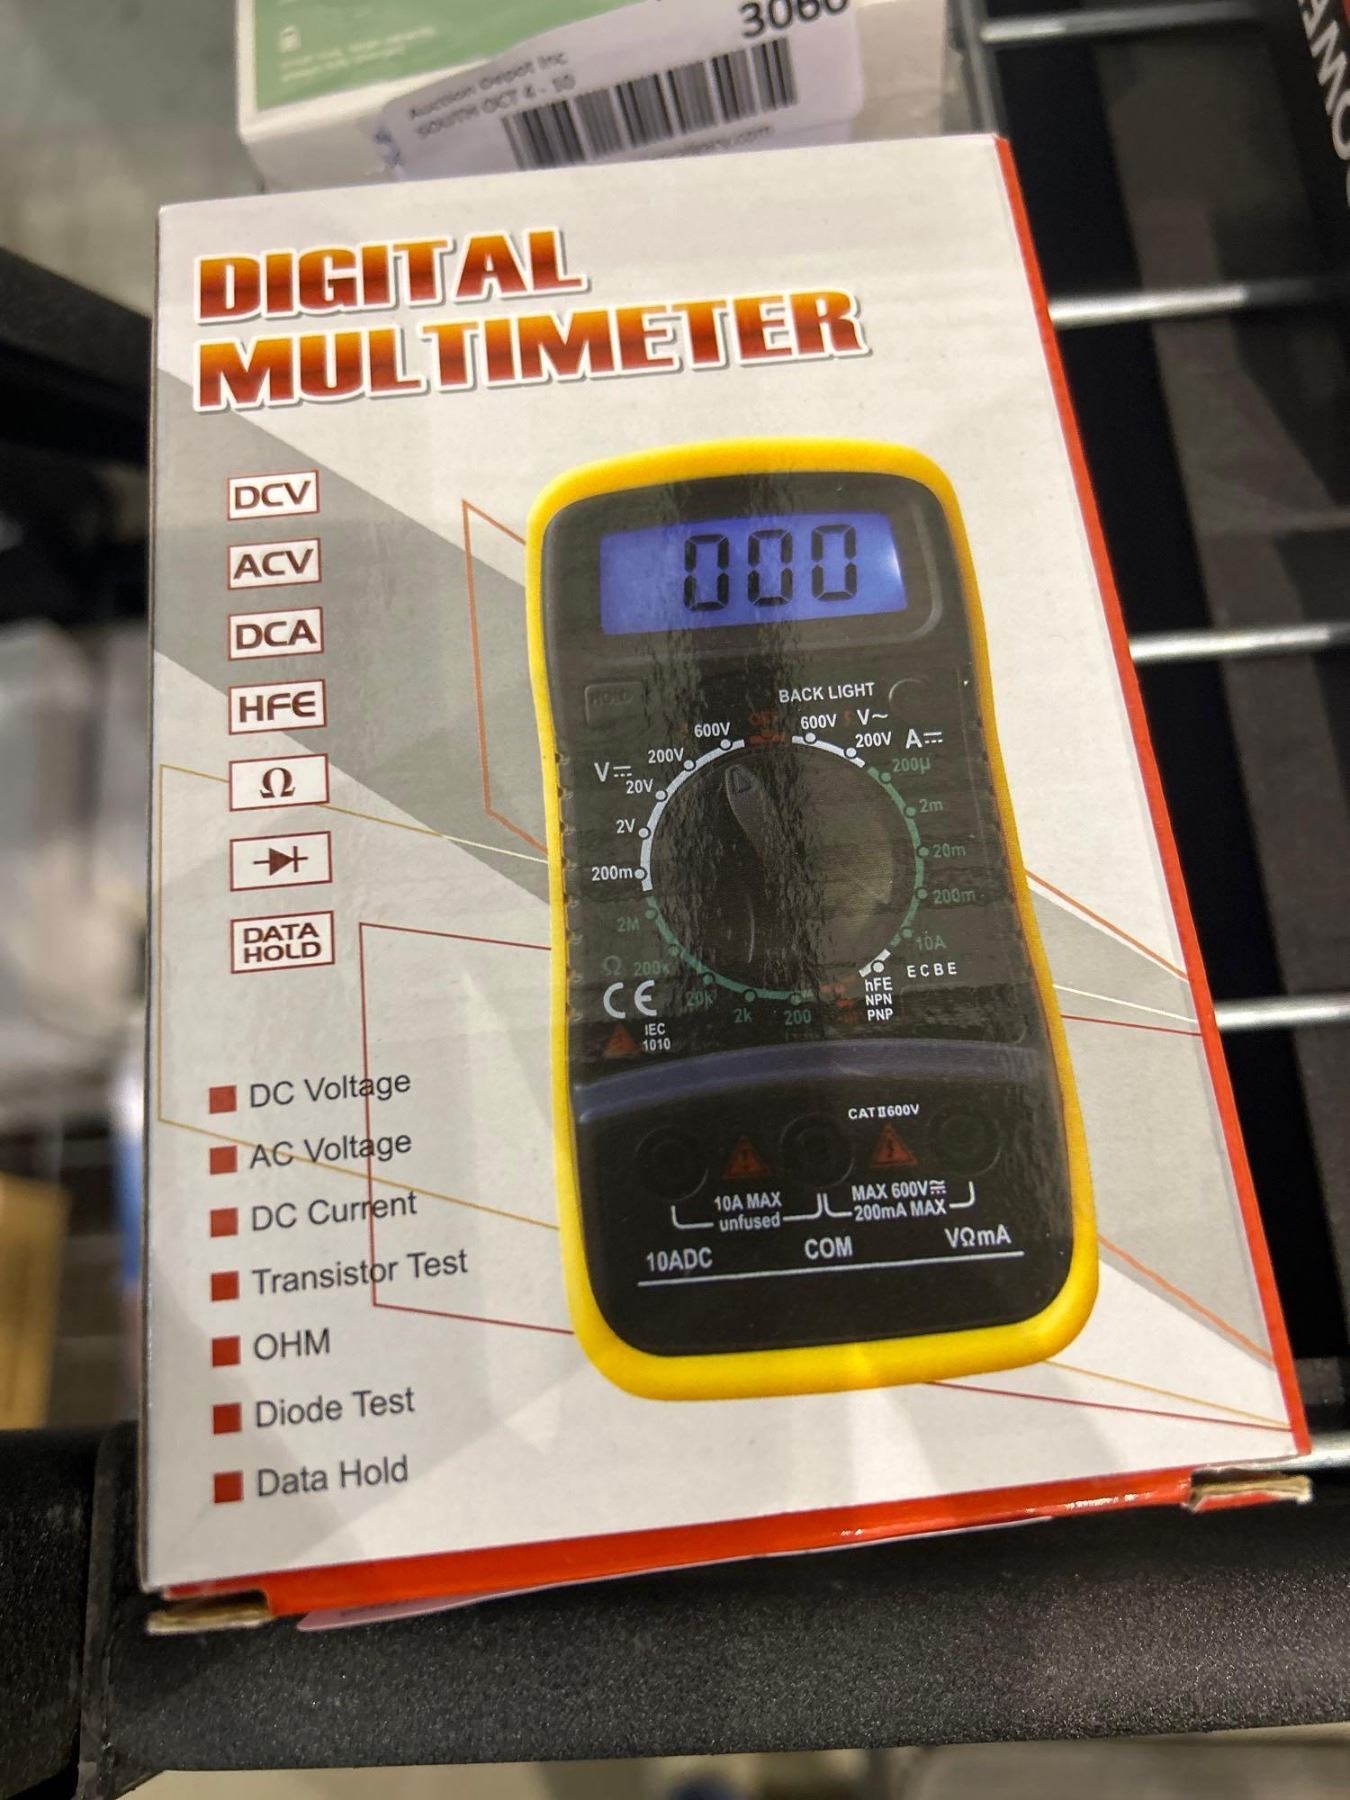 3060
Auction Depot Inc
SOUTH OCT 4 - 10
DIGITAL
MULTIMETER
DCV
ACV
DCA
HFE
Ω
DATA
HOLD
DC Voltage
AC Voltage
DC Current
Transistor Test
OHM
Diode Test
Data Hold
000
HOLD
BACK LIGHT
OFF
600V
600V
V~
200V
200V
A⎓
V⎓
20V
200µ
2V
2m
200m
20m
2M
200m
Ω
200k
10A
20k
2k
200
hFE
NPN
PNP
E C B E
CE
IEC
1010
CAT II 600V
10A MAX
unfused
MAX 600V≂
200mA MAX
10ADC
COM
VΩmA